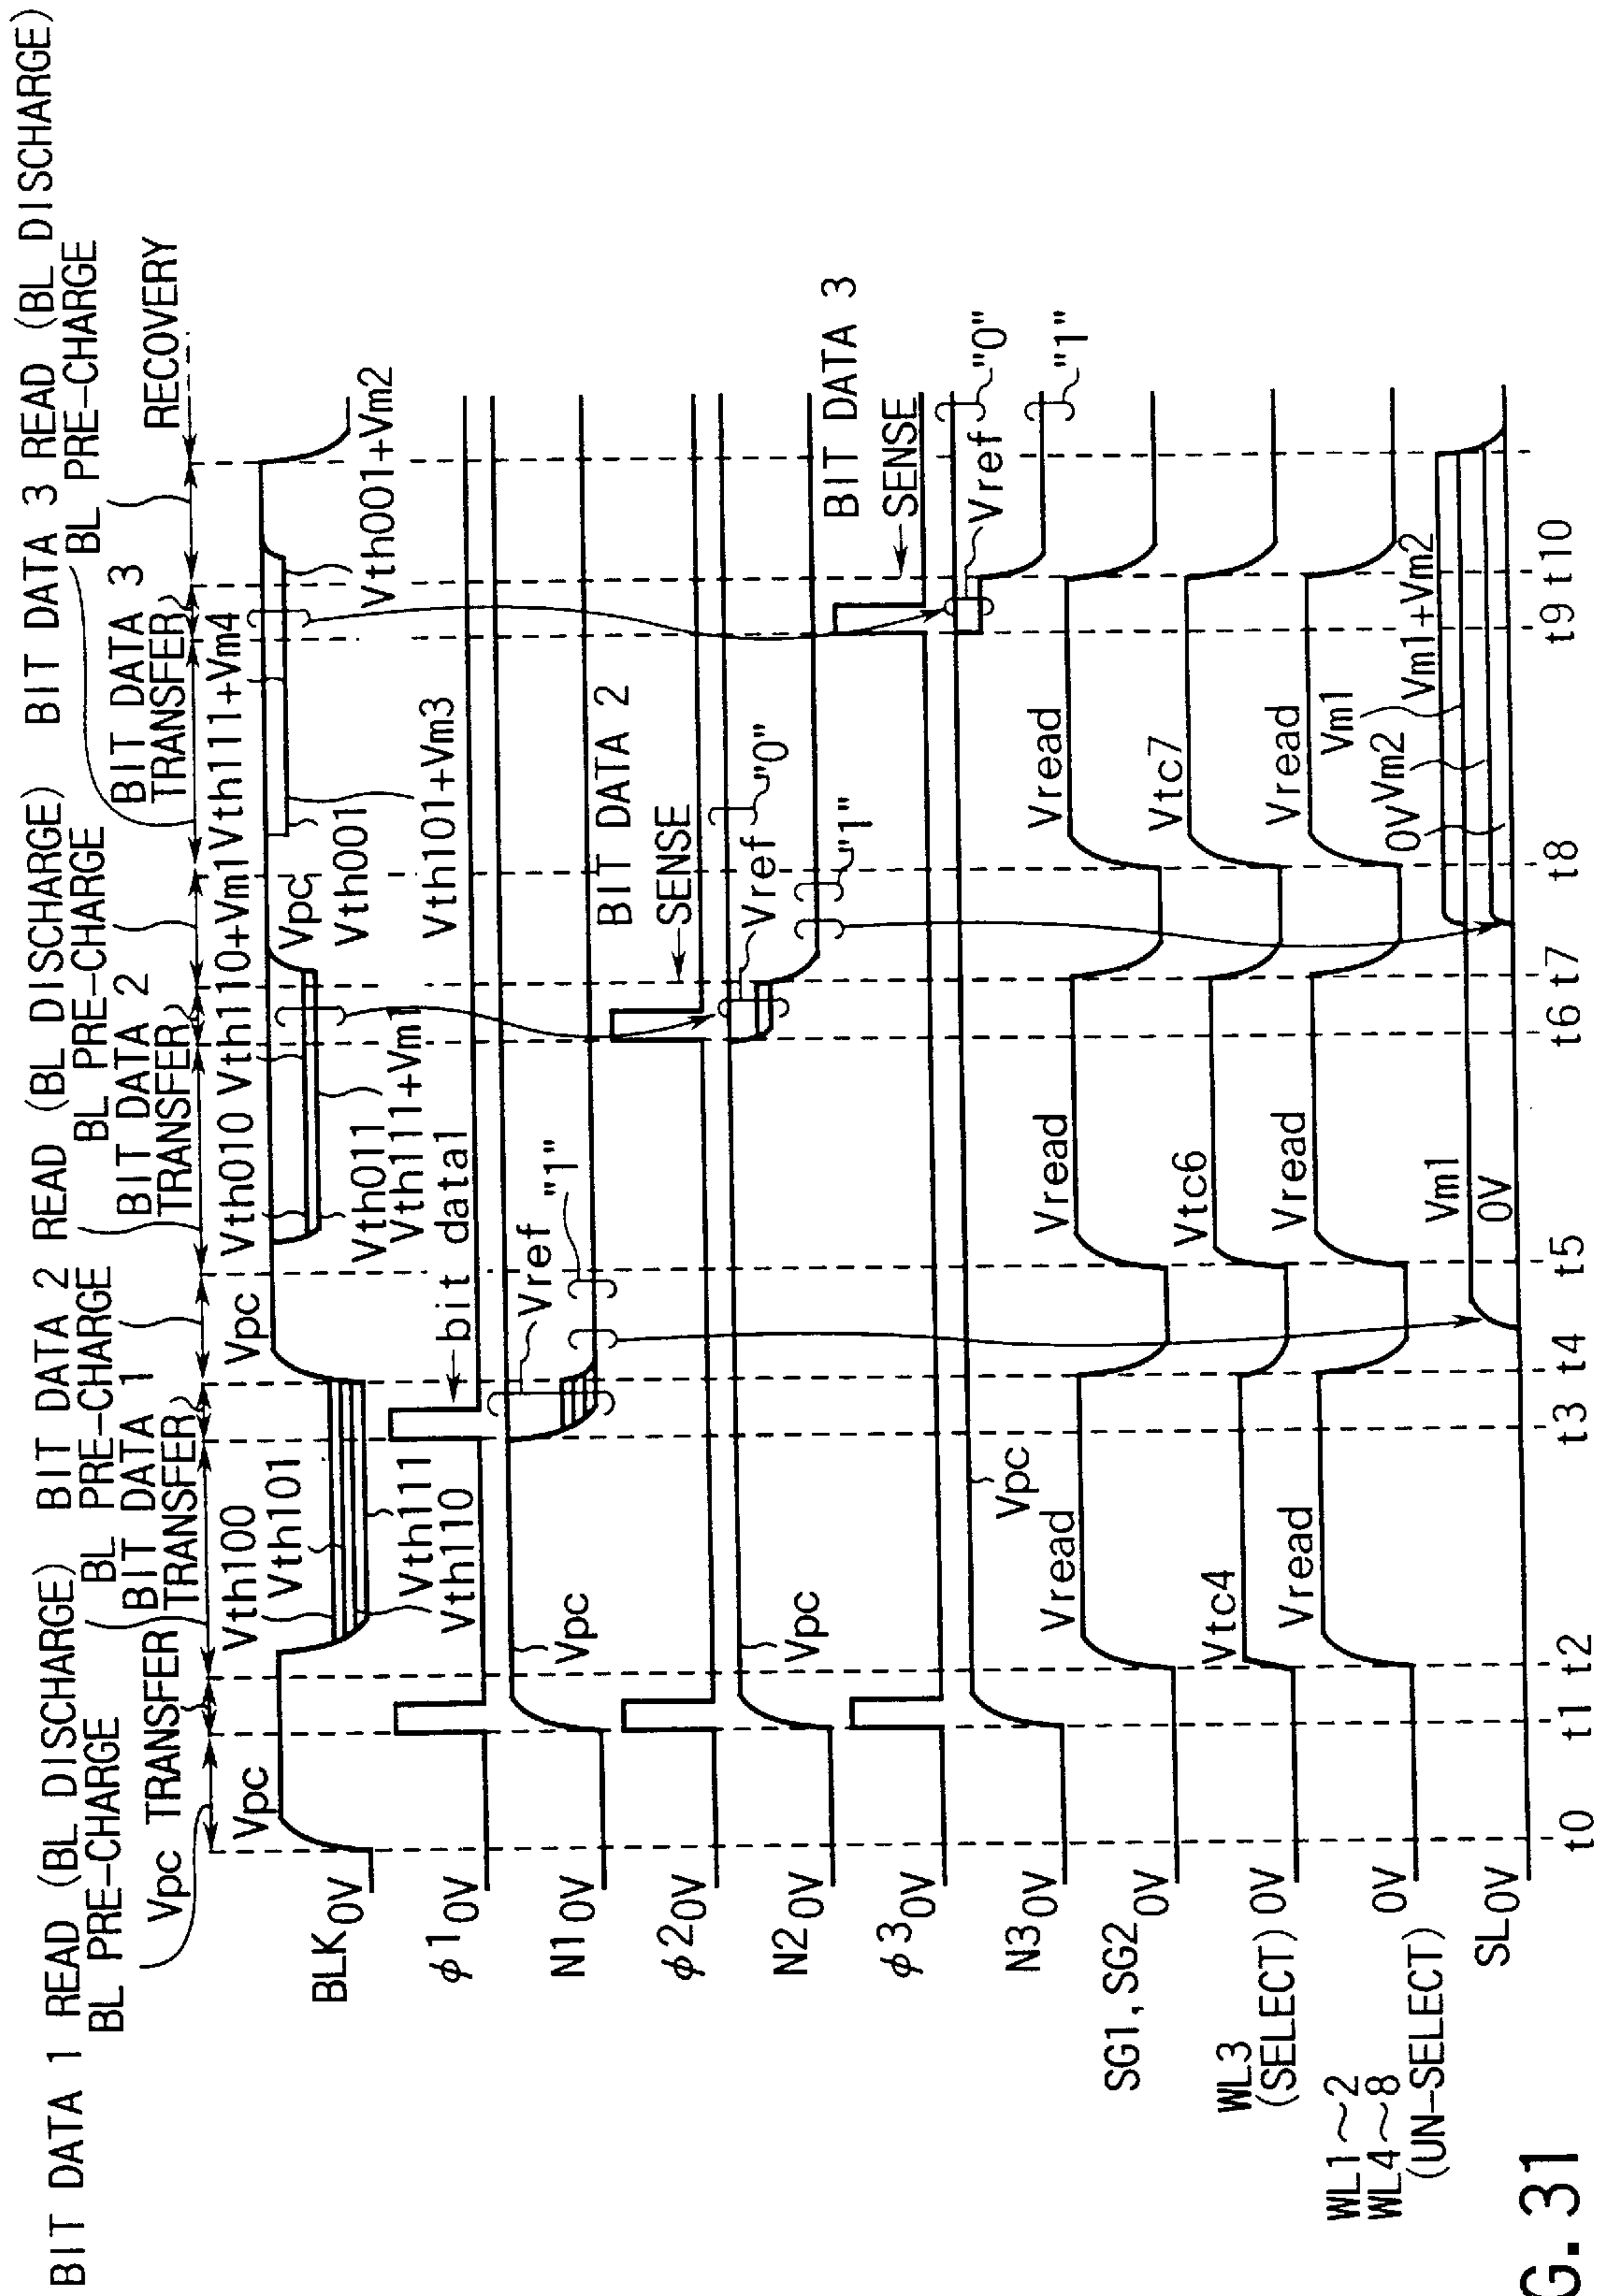 BIT DATA 1 READ (BL DISCHARGE)
BL PRE-CHARGE
Vpc TRANSFER
BIT DATA 2 READ (BL DISCHARGE)
BL PRE-CHARGE
BIT DATA 1
TRANSFER
BIT DATA 3 READ (BL DISCHARGE)
BL PRE-CHARGE
BIT DATA 2
TRANSFER
BL PRE-CHARGE
BIT DATA 3
TRANSFER
RECOVERY
BLK 0V
Vpc
Vth100
Vth101
Vth111
Vth110
Vpc
Vth010
Vth110+Vm1
Vth011
Vth111+Vm1
Vpc
Vth001
Vth111+Vm4
Vth101+Vm3
Vth001+Vm2
φ1 0V
bit data1
N1 0V
Vpc
Vref
"1"
φ2 0V
BIT DATA 2
SENSE
N2 0V
Vpc
Vref
"0"
"1"
φ3 0V
BIT DATA 3
SENSE
N3 0V
Vpc
Vref
"0"
"1"
SG1, SG2 0V
Vread
Vread
Vread
WL3
(SELECT) 0V
Vtc4
Vtc6
Vtc7
WL1~2
WL4~8
(UN-SELECT)
0V
Vread
Vread
Vread
SL 0V
Vm1
0V
0V
Vm2
Vm1
Vm1+Vm2
t0 t1 t2 t3 t4 t5 t6 t7 t8 t9 t10
G. 31